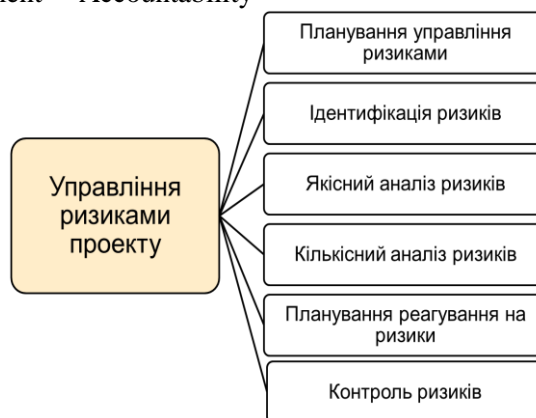 Accountability
Планування управління
ризиками
Ідентифікація ризиків
Якісний аналіз ризиків
Управління
ризиками
проекту
Кількісний аналіз ризиків
Планування реагування на
ризики
Контроль ризиків